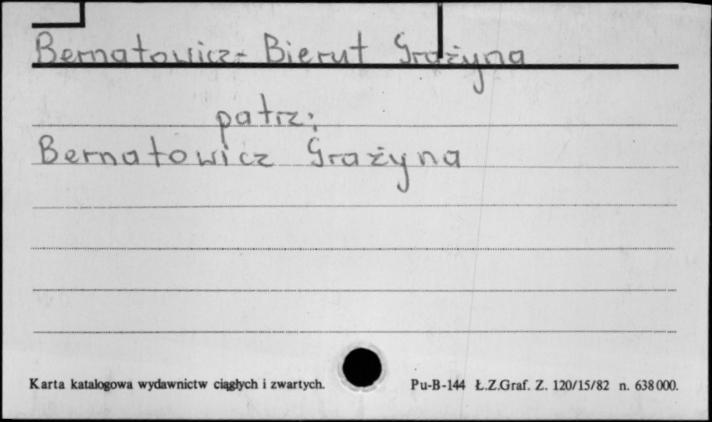 Bernatowicz-Bierut Grażyna
patrz:
Bernatowicz Grażyna
Karta katalogowa wydawnictw ciągłych i zwartych. Pu-B-144 Ł.Z.Graf. Z. 120/15/82 n. 638000.